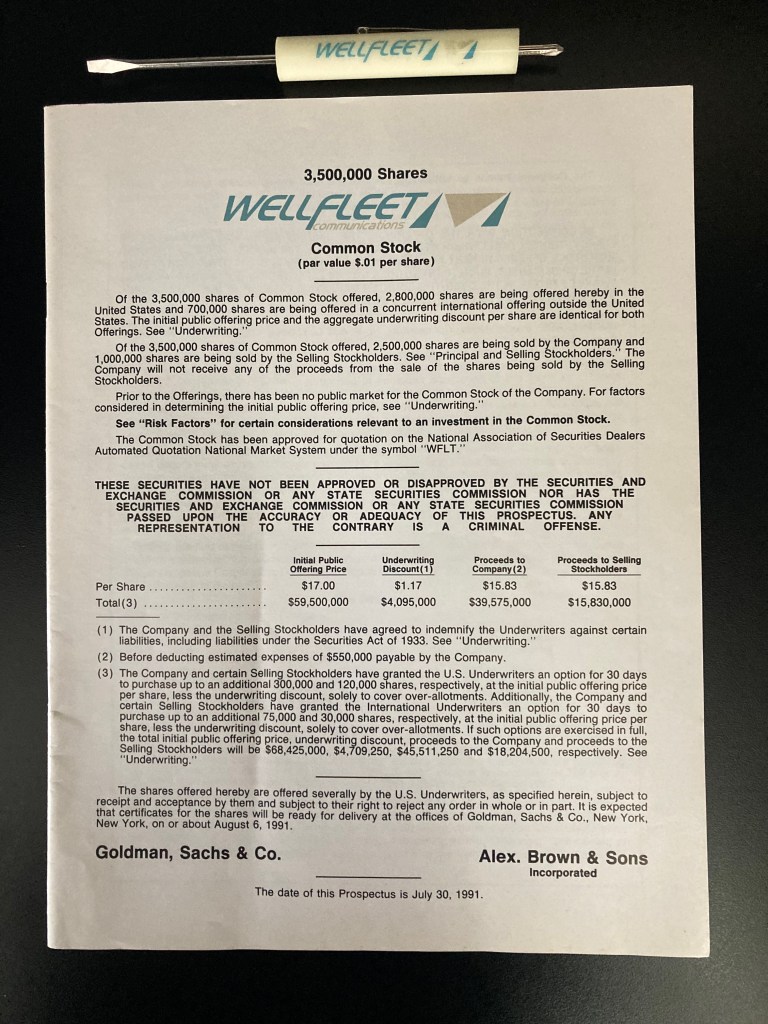 WELLFLEET
3,500,000 Shares
WELLFLEET
communications
Common Stock
(par value $.01 per share)
Of the 3,500,000 shares of Common Stock offered, 2,800,000 shares are being offered hereby in the
United States and 700,000 shares are being offered in a concurrent international offering outside the United
States. The initial public offering price and the aggregate underwriting discount per share are identical for both
Offerings. See "Underwriting."
Of the 3,500,000 shares of Common Stock offered, 2,500,000 shares are being sold by the Company and
1,000,000 shares are being sold by the Selling Stockholders. See "Principal and Selling Stockholders." The
Company will not receive any of the proceeds from the sale of the shares being sold by the Selling
Stockholders.
Prior to the Offerings, there has been no public market for the Common Stock of the Company. For factors
considered in determining the initial public offering price, see "Underwriting."
See "Risk Factors" for certain considerations relevant to an investment in the Common Stock.
The Common Stock has been approved for quotation on the National Association of Securities Dealers
Automated Quotation National Market System under the symbol "WFLT."
THESE SECURITIES HAVE NOT BEEN APPROVED OR DISAPPROVED BY THE SECURITIES AND
EXCHANGE COMMISSION OR ANY STATE SECURITIES COMMISSION NOR HAS THE
SECURITIES AND EXCHANGE COMMISSION OR ANY STATE SECURITIES COMMISSION
PASSED UPON THE ACCURACY OR ADEQUACY OF THIS PROSPECTUS. ANY
REPRESENTATION TO THE CONTRARY IS A CRIMINAL OFFENSE.
Initial Public Underwriting Proceeds to Proceeds to Selling
Offering Price Discount(1) Company(2) Stockholders
Per Share ...................... $17.00 $1.17 $15.83 $15.83
Total(3) ....................... $59,500,000 $4,095,000 $39,575,000 $15,830,000
(1) The Company and the Selling Stockholders have agreed to indemnify the Underwriters against certain
liabilities, including liabilities under the Securities Act of 1933. See "Underwriting."
(2) Before deducting estimated expenses of $550,000 payable by the Company.
(3) The Company and certain Selling Stockholders have granted the U.S. Underwriters an option for 30 days
to purchase up to an additional 300,000 and 120,000 shares, respectively, at the initial public offering price
per share, less the underwriting discount, solely to cover over-allotments. Additionally, the Company and
certain Selling Stockholders have granted the International Underwriters an option for 30 days to
purchase up to an additional 75,000 and 30,000 shares, respectively, at the initial public offering price per
share, less the underwriting discount, solely to cover over-allotments. If such options are exercised in full,
the total initial public offering price, underwriting discount, proceeds to the Company and proceeds to the
Selling Stockholders will be $68,425,000, $4,709,250, $45,511,250 and $18,204,500, respectively. See
"Underwriting."
The shares offered hereby are offered severally by the U.S. Underwriters, as specified herein, subject to
receipt and acceptance by them and subject to their right to reject any order in whole or in part. It is expected
that certificates for the shares will be ready for delivery at the offices of Goldman, Sachs & Co., New York,
New York, on or about August 6, 1991.
Goldman, Sachs & Co. Alex. Brown & Sons
Incorporated
The date of this Prospectus is July 30, 1991.